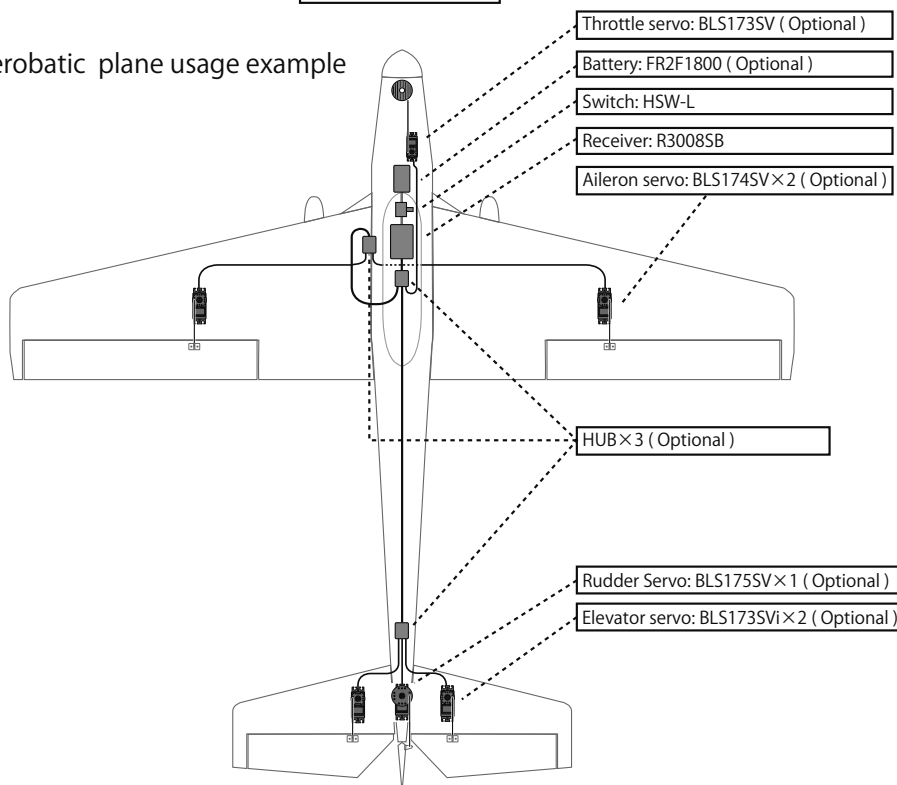 erobatic plane usage example
Throttle servo: BLS173SV ( Optional )
Battery: FR2F1800 ( Optional )
Switch: HSW-L
Receiver: R3008SB
Aileron servo: BLS174SV×2 ( Optional )
HUB×3 ( Optional )
Rudder Servo: BLS175SV×1 ( Optional )
Elevator servo: BLS173SVi×2 ( Optional )